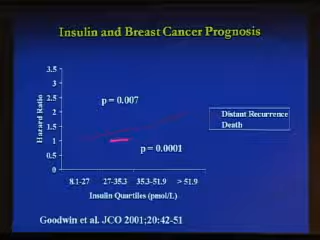 Insulin and Breast Cancer Prognosis
3.5
3
2.5
2
1.5
1
0.5
0
Hazard Ratio
p = 0.007
p = 0.0001
Distant Recurrence
Death
8.1-27 27-35.3 35.3-51.9 > 51.9
Insulin Quartiles (pmol/L)
Goodwin et al. JCO 2001;20:42-51